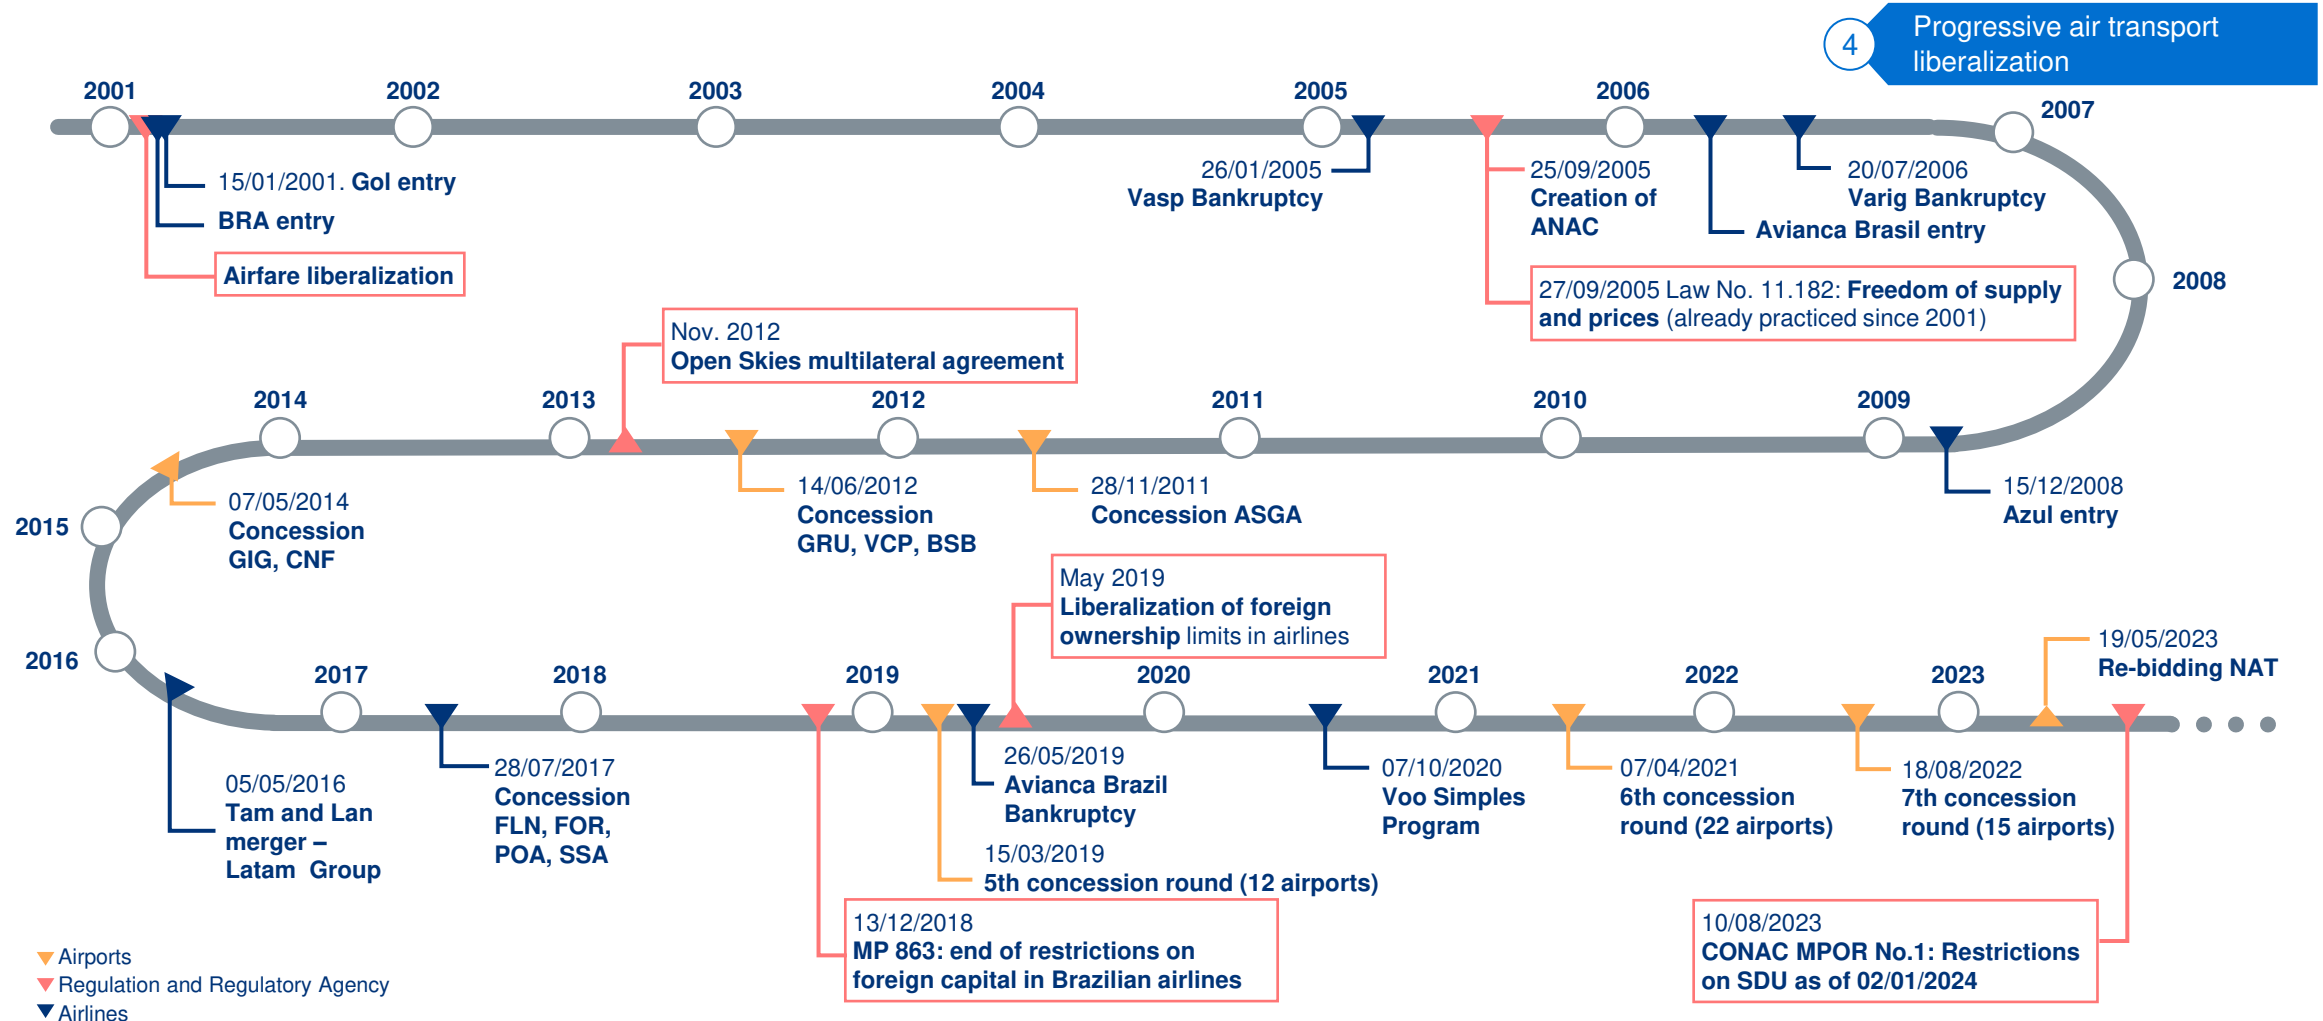 4
Progressive air transport
liberalization
2001
2002
2003
2004
2005
2006
2007
15/01/2001. Gol entry
BRA entry
Airfare liberalization
26/01/2005
Vasp Bankruptcy
25/09/2005
Creation of
ANAC
20/07/2006
Varig Bankruptcy
Avianca Brasil entry
27/09/2005 Law No. 11.182: Freedom of supply
and prices (already practiced since 2001)
2008
Nov. 2012
Open Skies multilateral agreement
2014
2013
2012
2011
2010
2009
07/05/2014
Concession
GIG, CNF
14/06/2012
Concession
GRU, VCP, BSB
28/11/2011
Concession ASGA
15/12/2008
Azul entry
2015
2016
May 2019
Liberalization of foreign
ownership limits in airlines
19/05/2023
Re-bidding NAT
2017
2018
2019
2020
2021
2022
2023
05/05/2016
Tam and Lan
merger –
Latam Group
28/07/2017
Concession
FLN, FOR,
POA, SSA
26/05/2019
Avianca Brazil
Bankruptcy
15/03/2019
5th concession round (12 airports)
07/10/2020
Voo Simples
Program
07/04/2021
6th concession
round (22 airports)
18/08/2022
7th concession
round (15 airports)
13/12/2018
MP 863: end of restrictions on
foreign capital in Brazilian airlines
10/08/2023
CONAC MPOR No.1: Restrictions
on SDU as of 02/01/2024
Airports
Regulation and Regulatory Agency
Airlines